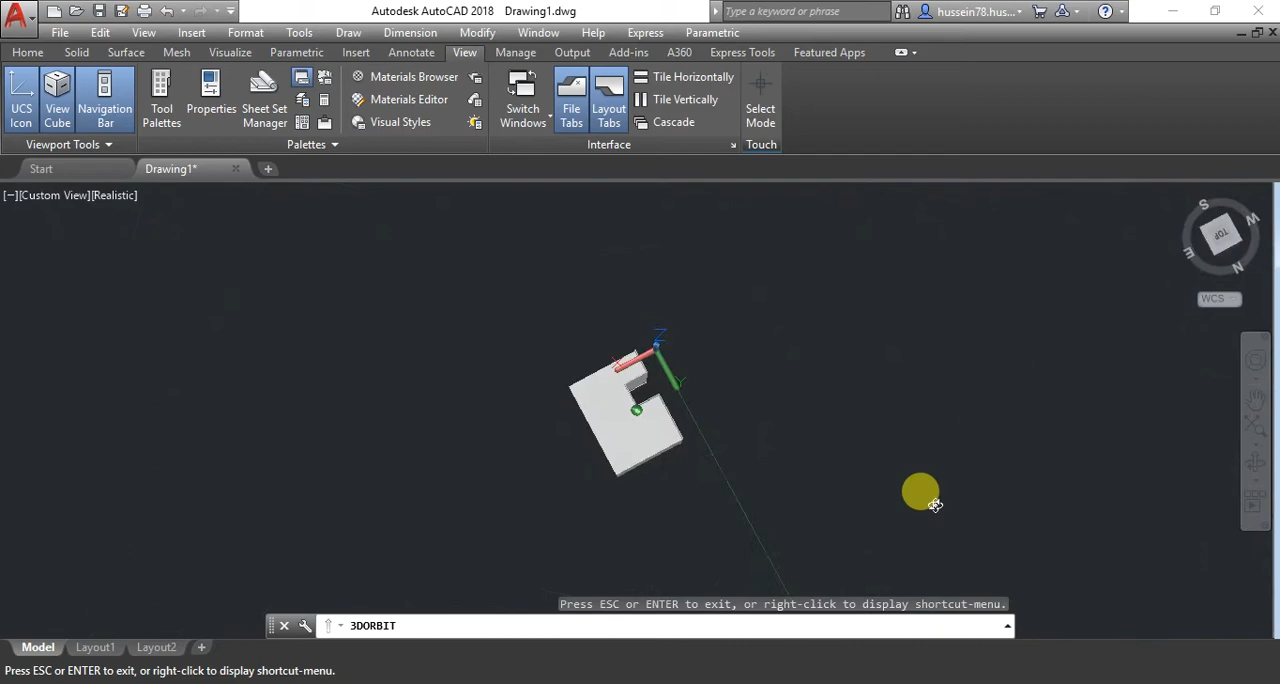 Autodesk AutoCAD 2018 Drawing1.dwg
Type a keyword or phrase
hussein78.hus...
File Edit View Insert Format Tools Draw Dimension Modify Window Help Express Parametric
Home Solid Surface Mesh Visualize Parametric Insert Annotate View Manage Output Add-ins A360 Express Tools Featured Apps
UCS Icon
View Cube
Navigation Bar
Viewport Tools
Tool Palettes
Properties
Sheet Set Manager
Materials Browser
Materials Editor
Visual Styles
Palettes
Switch Windows
File Tabs
Layout Tabs
Tile Horizontally
Tile Vertically
Cascade
Interface
Select Mode
Touch
Start
Drawing1*
[−][Custom View][Realistic]
S
W
TOP
E
N
WCS
Z
X
Y
Press ESC or ENTER to exit, or right-click to display shortcut-menu.
3DORBIT
Model Layout1 Layout2
Press ESC or ENTER to exit, or right-click to display shortcut-menu.